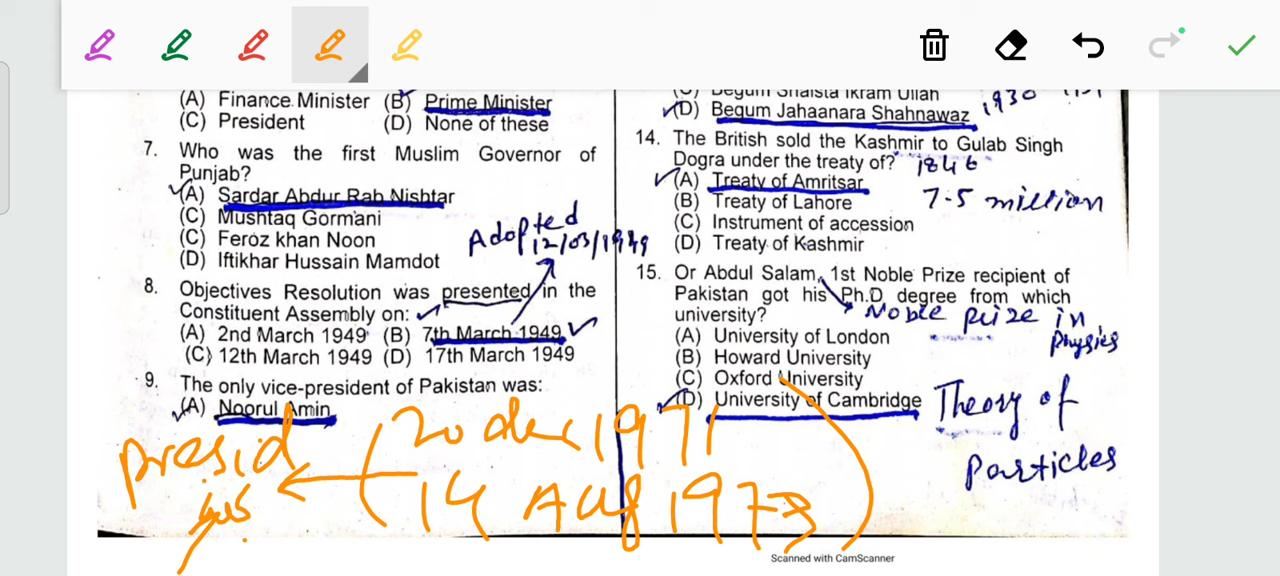 (A) Finance Minister (B) Prime Minister
(C) President (D) None of these
7. Who was the first Muslim Governor of
Punjab?
(A) Sardar Abdur Rab Nishtar
(C) Mushtaq Gormani
(C) Feroz khan Noon
(D) Iftikhar Hussain Mamdot
Adopted
12/03/1949
8. Objectives Resolution was presented in the
Constituent Assembly on:
(A) 2nd March 1949 (B) 7th March 1949
(C) 12th March 1949 (D) 17th March 1949
9. The only vice-president of Pakistan was:
(A) Noorul Amin
20 dec 1971
14 Aug 1973
presid
(C) Begum Shaista Ikram Ullah
(D) Begum Jahaanara Shahnawaz
1930
14. The British sold the Kashmir to Gulab Singh
Dogra under the treaty of? 1846
(A) Treaty of Amritsar
(B) Treaty of Lahore
7.5 million
(C) Instrument of accession
(D) Treaty of Kashmir
15. Or Abdul Salam, 1st Noble Prize recipient of
Pakistan got his Ph.D degree from which
university?
Noble prize in
Physics
(A) University of London
(B) Howard University
(C) Oxford University
(D) University of Cambridge
Theory of
Particles
Scanned with CamScanner